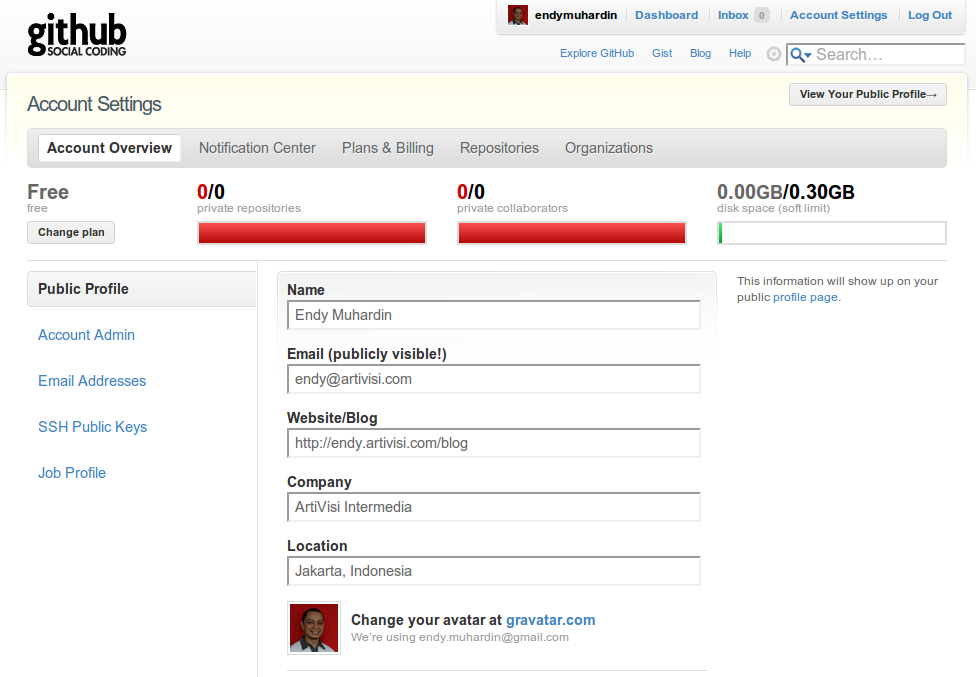 github
SOCIAL CODING
endymuhardin Dashboard Inbox 0 Account Settings Log Out
Explore GitHub Gist Blog Help Search...
Account Settings
View Your Public Profile→
Account Overview Notification Center Plans & Billing Repositories Organizations
Free 0/0 0/0 0.00GB/0.30GB
free private repositories private collaborators disk space (soft limit)
Change plan
Public Profile
Account Admin
Email Addresses
SSH Public Keys
Job Profile
Name
Endy Muhardin
Email (publicly visible!)
endy@artivisi.com
Website/Blog
http://endy.artivisi.com/blog
Company
ArtiVisi Intermedia
Location
Jakarta, Indonesia
Change your avatar at gravatar.com
We're using endy.muhardin@gmail.com
This information will show up on your
public profile page.